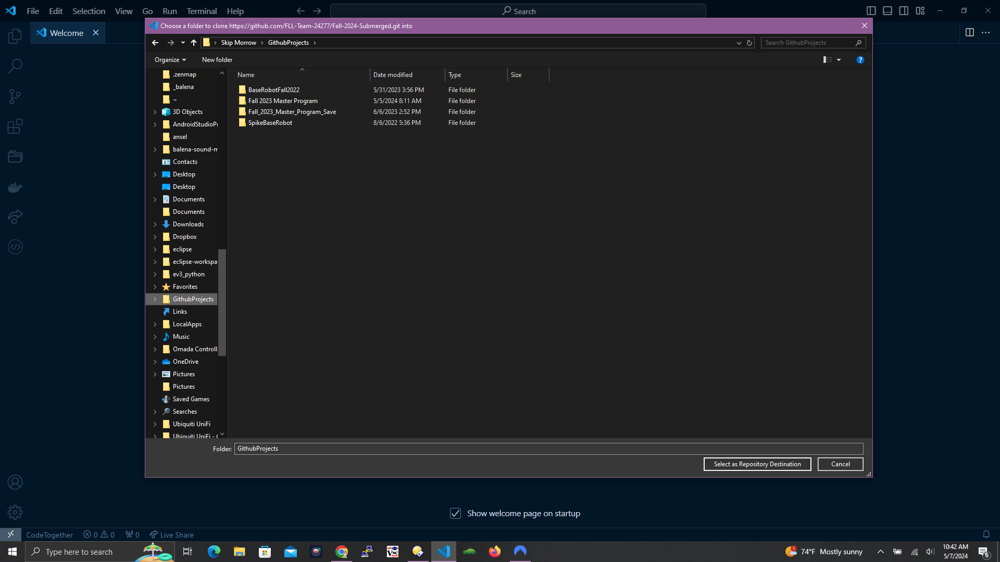 File Edit Selection View Go Run Terminal Help
Search
Welcome
Choose a folder to clone https://github.com/FLL-Team-24277/Fall-2024-Submerged.git into
Skip Morrow > GithubProjects >
Search GithubProjects
Organize
New folder
Name Date modified Type Size
BaseRobotFall2022 5/31/2023 3:56 PM File folder
Fall 2023 Master Program 5/5/2024 8:11 AM File folder
Fall_2023_Master_Program_Save 6/6/2023 2:52 PM File folder
SpikeBaseRobot 8/6/2022 5:36 PM File folder
.zenmap
_balena
~
3D Objects
AndroidStudioPr
ansel
balena-sound-m
Contacts
Desktop
Desktop
Documents
Documents
Downloads
Dropbox
eclipse
eclipse-workspa
ev3_python
Favorites
GithubProjects
Links
LocalApps
Music
Omada Controll
OneDrive
Pictures
Pictures
Saved Games
Searches
Ubiquiti UniFi
Ubiquiti UniFi - C
Folder: GithubProjects
Select as Repository Destination
Cancel
Show welcome page on startup
CodeTogether 0 0 0 Live Share
Type here to search
74°F Mostly sunny
10:42 AM
5/7/2024
1
6